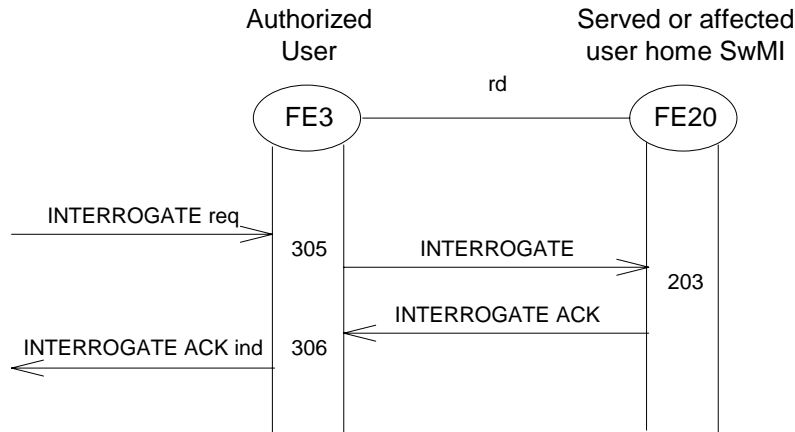 Authorized
User
Served or affected
user home SwMI
rd
FE3
FE20
INTERROGATE req
305
INTERROGATE
203
INTERROGATE ACK
INTERROGATE ACK ind
306